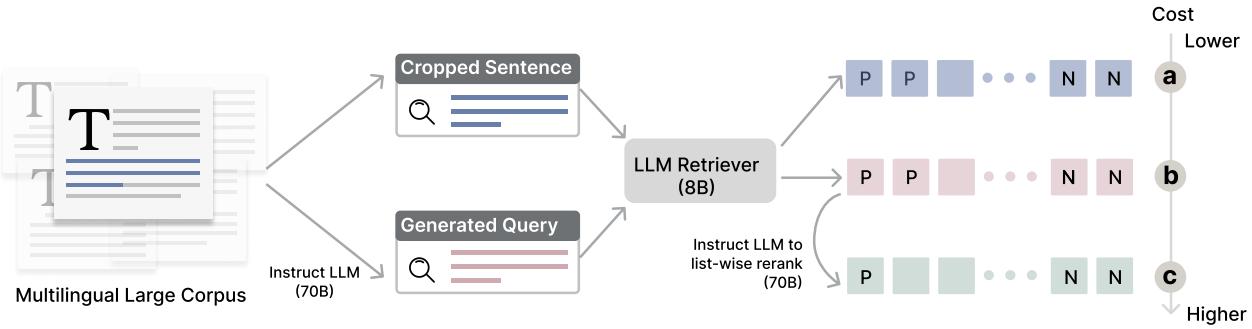 Cost
Lower
Cropped Sentence
P P N N
a
T
T
T
LLM Retriever
(8B)
P P N N
b
Generated Query
Instruct LLM to
list-wise rerank
(70B)
Instruct LLM
(70B)
P N N
c
Multilingual Large Corpus
Higher